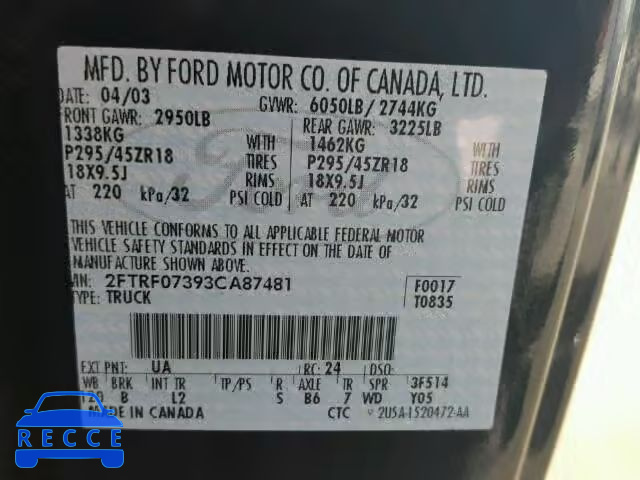 MFD. BY FORD MOTOR CO. OF CANADA, LTD.
DATE: 04/03 GVWR: 6050LB/ 2744KG
FRONT GAWR: 2950LB REAR GAWR: 3225LB
1338KG WITH 1462KG WITH
P295/45ZR18 TIRES P295/45ZR18 TIRES
18X9.5J RIMS 18X9.5J RIMS
AT 220 kPa/32 PSI COLD AT 220 kPa/32 PSI COLD
THIS VEHICLE CONFORMS TO ALL APPLICABLE FEDERAL MOTOR
VEHICLE SAFETY STANDARDS IN EFFECT ON THE DATE OF
MANUFACTURE SHOWN ABOVE.
VIN: 2FTRF07393CA87481 F0017
TYPE: TRUCK T0835
EXT PNT: UA RC: 24 DSO:
WB BRK INT TR TP/PS R AXLE TR SPR 3F514
120 B L2 S B6 7 WD Y05
MADE IN CANADA CTC 2U5A-1520472-AA
Ford
RECCE